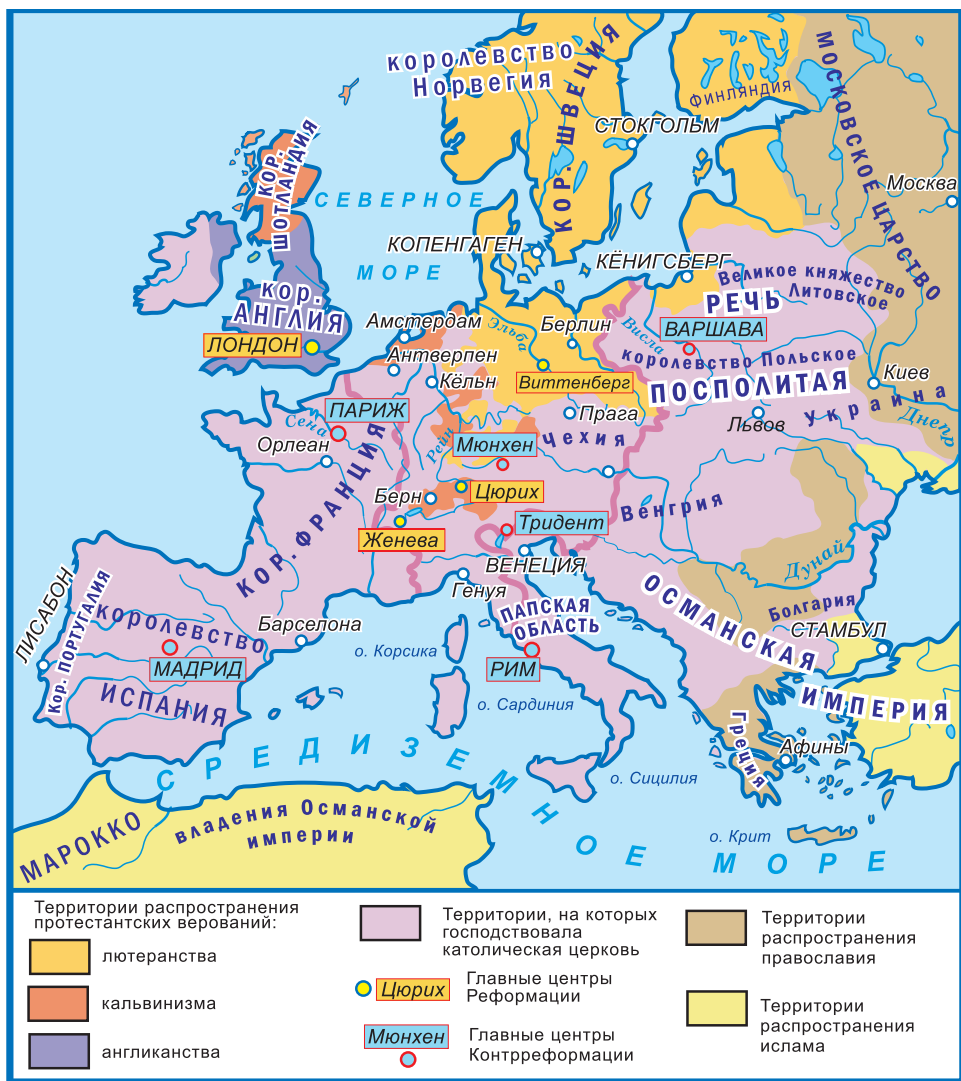 королевство
Норвегия
КОР. ШВЕЦИЯ
Финляндия
МОСКОВСКОЕ ЦАРСТВО
СТОКГОЛЬМ
Москва
КОР.
ШОТЛАНДИЯ
СЕВЕРНОЕ
МОРЕ
КОПЕНГАГЕН
КЁНИГСБЕРГ
Великое княжество
Литовское
кор.
АНГЛИЯ
ЛОНДОН
Амстердам
Эльба
Берлин
Висла
РЕЧЬ
ВАРШАВА
Антверпен
королевство Польское
Кёльн
Виттенберг
ПОСПОЛИТАЯ
Киев
Украина
Днепр
ПАРИЖ
Сена
Прага
Львов
Орлеан
Рейн
Мюнхен
Чехия
КОР. ФРАНЦИЯ
Берн
Цюрих
Венгрия
Женева
Тридент
ВЕНЕЦИЯ
Дунай
Генуя
ЛИСАБОН
Кор. ПОРТУГАЛИЯ
королевство
Барселона
ПАПСКАЯ
ОБЛАСТЬ
ОСМАНСКАЯ
Болгария
СТАМБУЛ
МАДРИД
о. Корсика
РИМ
ИСПАНИЯ
о. Сардиния
ИМПЕРИЯ
Греция
Афины
СРЕДИЗЕМНОЕ МОРЕ
о. Сицилия
МАРОККО
владения Османской
империи
о. Крит
Территории распространения
протестантских верований:
лютеранства
кальвинизма
англиканства
Территории, на которых
господствовала
католическая церковь
Цюрих
Главные центры
Реформации
Мюнхен
Главные центры
Контрреформации
Территории
распространения
православия
Территории
распространения
ислама